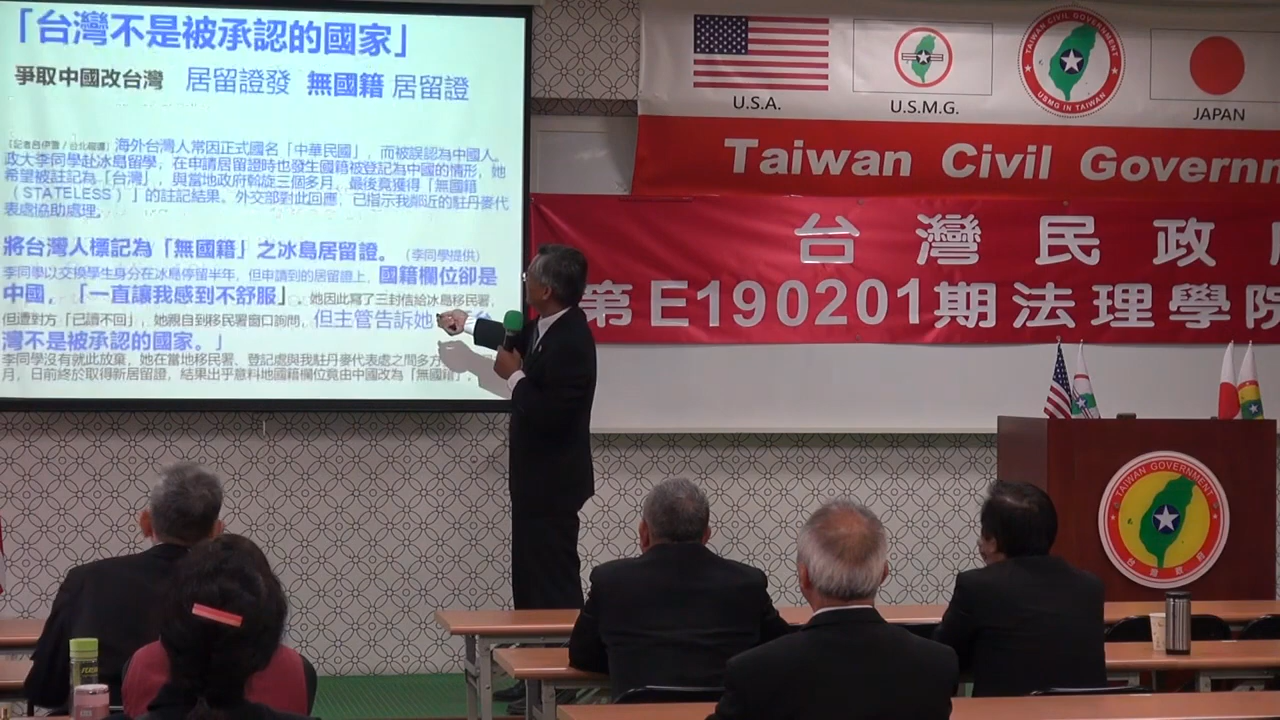 「台灣不是被承認的國家」
爭取中國改台灣 居留證發 無國籍 居留證
海外台灣人常因正式國名「中華民國」，而被誤認為中國人。
政大李同學赴冰島留學，在申請居留證時也發生國籍被登記為中國的情形，她
希望被註記為「台灣」，與當地政府斡旋三個多月，最後竟獲得「無國籍
（STATELESS）」的註記結果。外交部對此回應，已指示我鄰近的駐丹麥代
表處協助處理。
將台灣人標記為「無國籍」之冰島居留證。（李同學提供）
李同學以交換學生身分在冰島停留半年，但申請到的居留證上，國籍欄位卻是
中國，「一直讓我感到不舒服」，她因此寫了三封信給冰島移民署，
但遭對方「已讀不回」，她親自到移民署窗口詢問，但主管告訴她
灣不是被承認的國家。」
李同學沒有就此放棄，她在當地移民署、登記處與我駐丹麥代表處之間多方
月，日前終於取得新居留證，結果出乎意料地國籍欄位竟由中國改為「無國籍」。
U.S.A.
U.S.M.G.
TAIWAN CIVIL GOVERNMENT
USMG IN TAIWAN
JAPAN
Taiwan Civil Governm
台灣民政府
第E190201期法理學院
TAIWAN GOVERNMENT
台灣政府